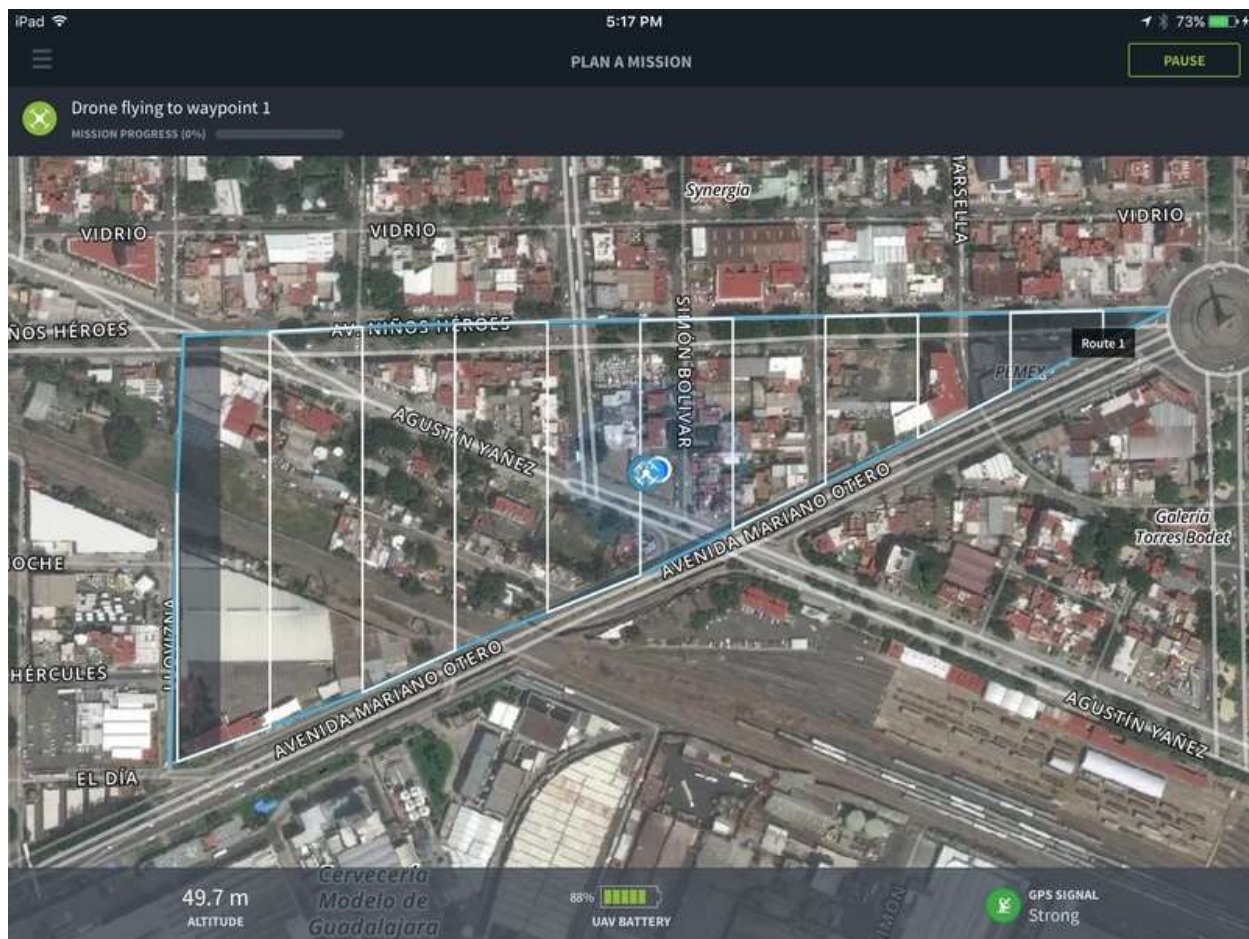 iPad
5:17 PM
73%
PLAN A MISSION
PAUSE
Drone flying to waypoint 1
MISSION PROGRESS (0%)
Synergia
MARSELLA
VIDRIO
VIDRIO
VIDRIO
SIMÓN BOLIVAR
ÑOS HÉROES
AV. NIÑOS HÉROES
Route 1
PEMEX
AGUSTÍN YAÑEZ
AVENIDA MARIANO OTERO
Galería
Torres Bodet
OCHE
LLOVIZNA
HÉRCULES
AVENIDA MARIANO OTERO
AGUSTÍN YAÑEZ
EL DÍA
Cervecería
Modelo de
Guadalajara
SIMÓN
49.7 m
ALTITUDE
88%
UAV BATTERY
GPS SIGNAL
Strong